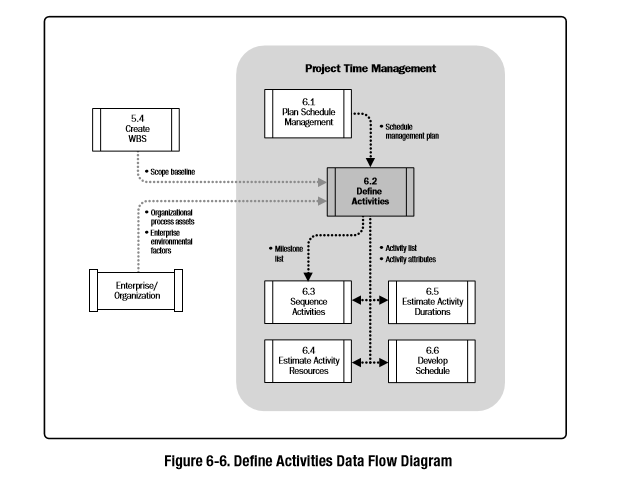 Project Time Management
6.1
Plan Schedule
Management
5.4
Create
WBS
• Schedule
management plan
• Scope baseline
6.2
Define
Activities
• Organizational
process assets
• Enterprise
environmental
factors
• Milestone
list
• Activity list
• Activity attributes
Enterprise/
Organization
6.3
Sequence
Activities
6.5
Estimate Activity
Durations
6.4
Estimate Activity
Resources
6.6
Develop
Schedule
Figure 6-6. Define Activities Data Flow Diagram